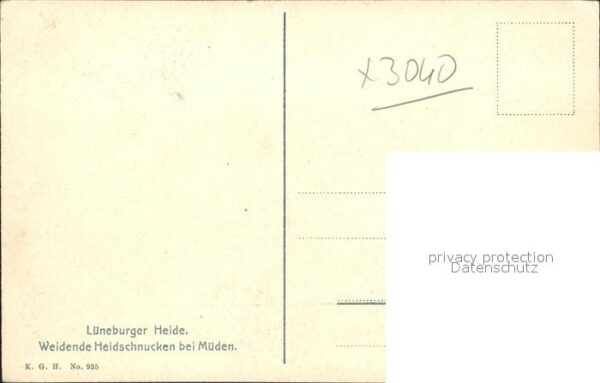 x3040
privacy protection
Datenschutz
Lüneburger Heide.
Weidende Heidschnucken bei Müden.
K. G. H. No. 935